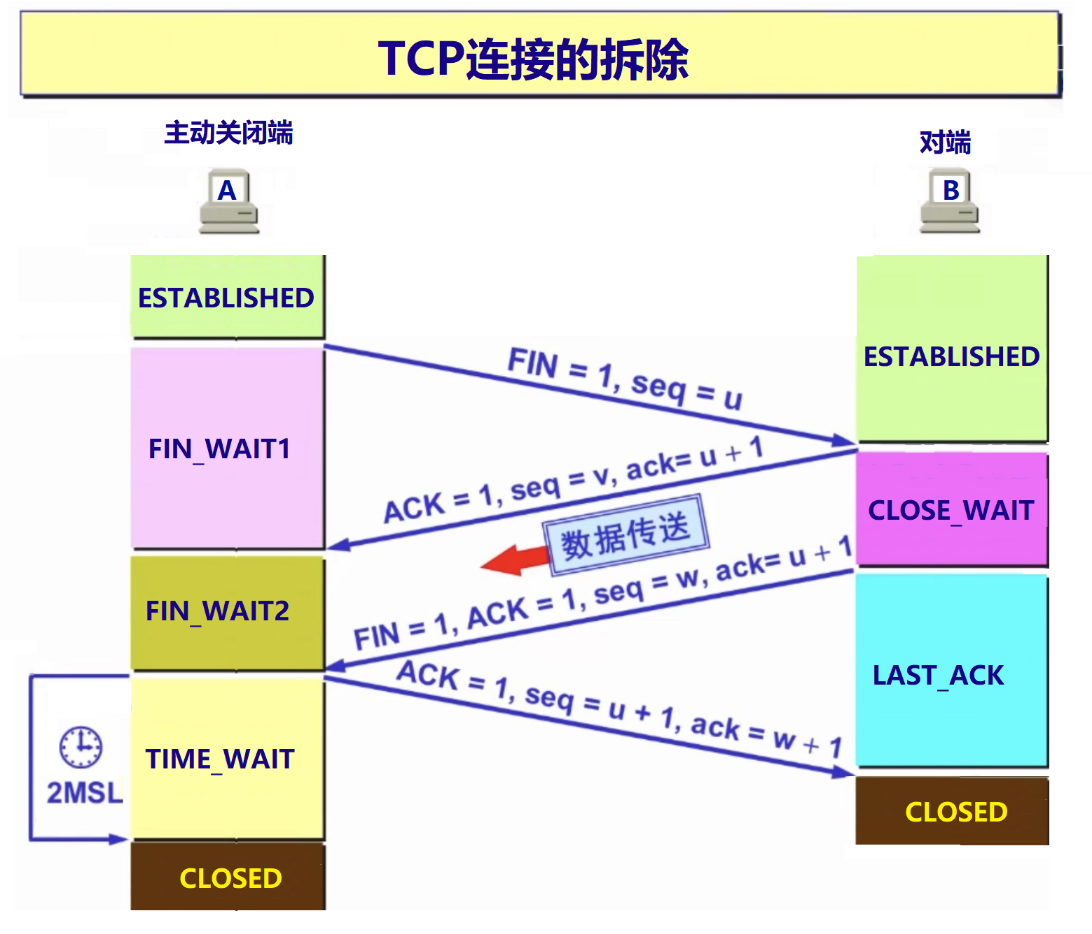 TCP连接的拆除
主动关闭端
对端
A
B
ESTABLISHED
ESTABLISHED
FIN = 1, seq = u
FIN_WAIT1
ACK = 1, seq = v, ack= u + 1
CLOSE_WAIT
数据传送
FIN = 1, ACK = 1, seq = w, ack= u + 1
FIN_WAIT2
LAST_ACK
ACK = 1, seq = u + 1, ack = w + 1
TIME_WAIT
2MSL
CLOSED
CLOSED